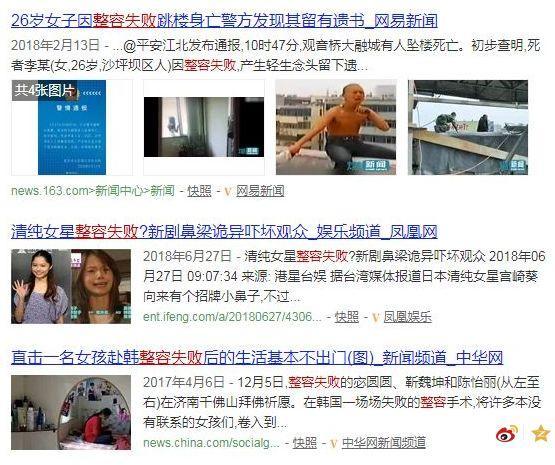 26岁女子因整容失败跳楼身亡警方发现其留有遗书_网易新闻
2018年2月13日 - ...@平安江北发布通报,10时47分,观音桥大融城有人坠楼死亡。初步查明,死
者李某(女,26岁,沙坪坝区人)因整容失败,产生轻生念头留下遗...
共4张图片
警情通报
新闻
新闻
新闻
news.163.com>新闻中心>新闻 - 快照 - V 网易新闻
清纯女星整容失败?新剧鼻梁诡异吓坏观众_娱乐频道_凤凰网
2018年6月27日 - 清纯女星整容失败?新剧鼻梁诡异吓坏观众 2018年06
月27日 09:07:34 来源: 港星台娱 据台湾媒体报道日本清纯女星宫崎葵
向来有个招牌小鼻子,不过...
ent.ifeng.com/a/20180627/4306... - 快照 - V 凤凰娱乐
直击一名女孩赴韩整容失败后的生活基本不出门(图)_新闻频道_中华网
2017年4月6日 - 12月5日,整容失败的宓圆圆、靳魏坤和陈怡丽(从左至
右)在济南千佛山拜佛祈愿。在韩国一场场失败的整容手术,将许多本没
有联系的女孩们,卷入到...
news.china.com/socialg... - 快照 - V 中华网新闻频道